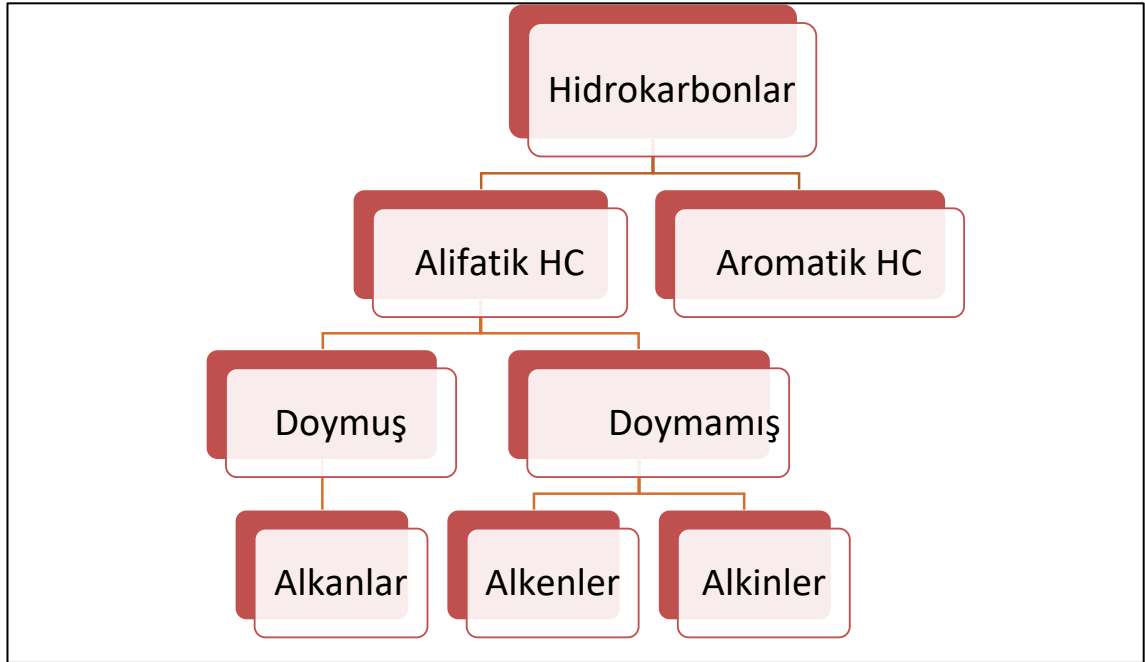 Hidrokarbonlar
Alifatik HC
Aromatik HC
Doymuş
Doymamış
Alkanlar
Alkenler
Alkinler